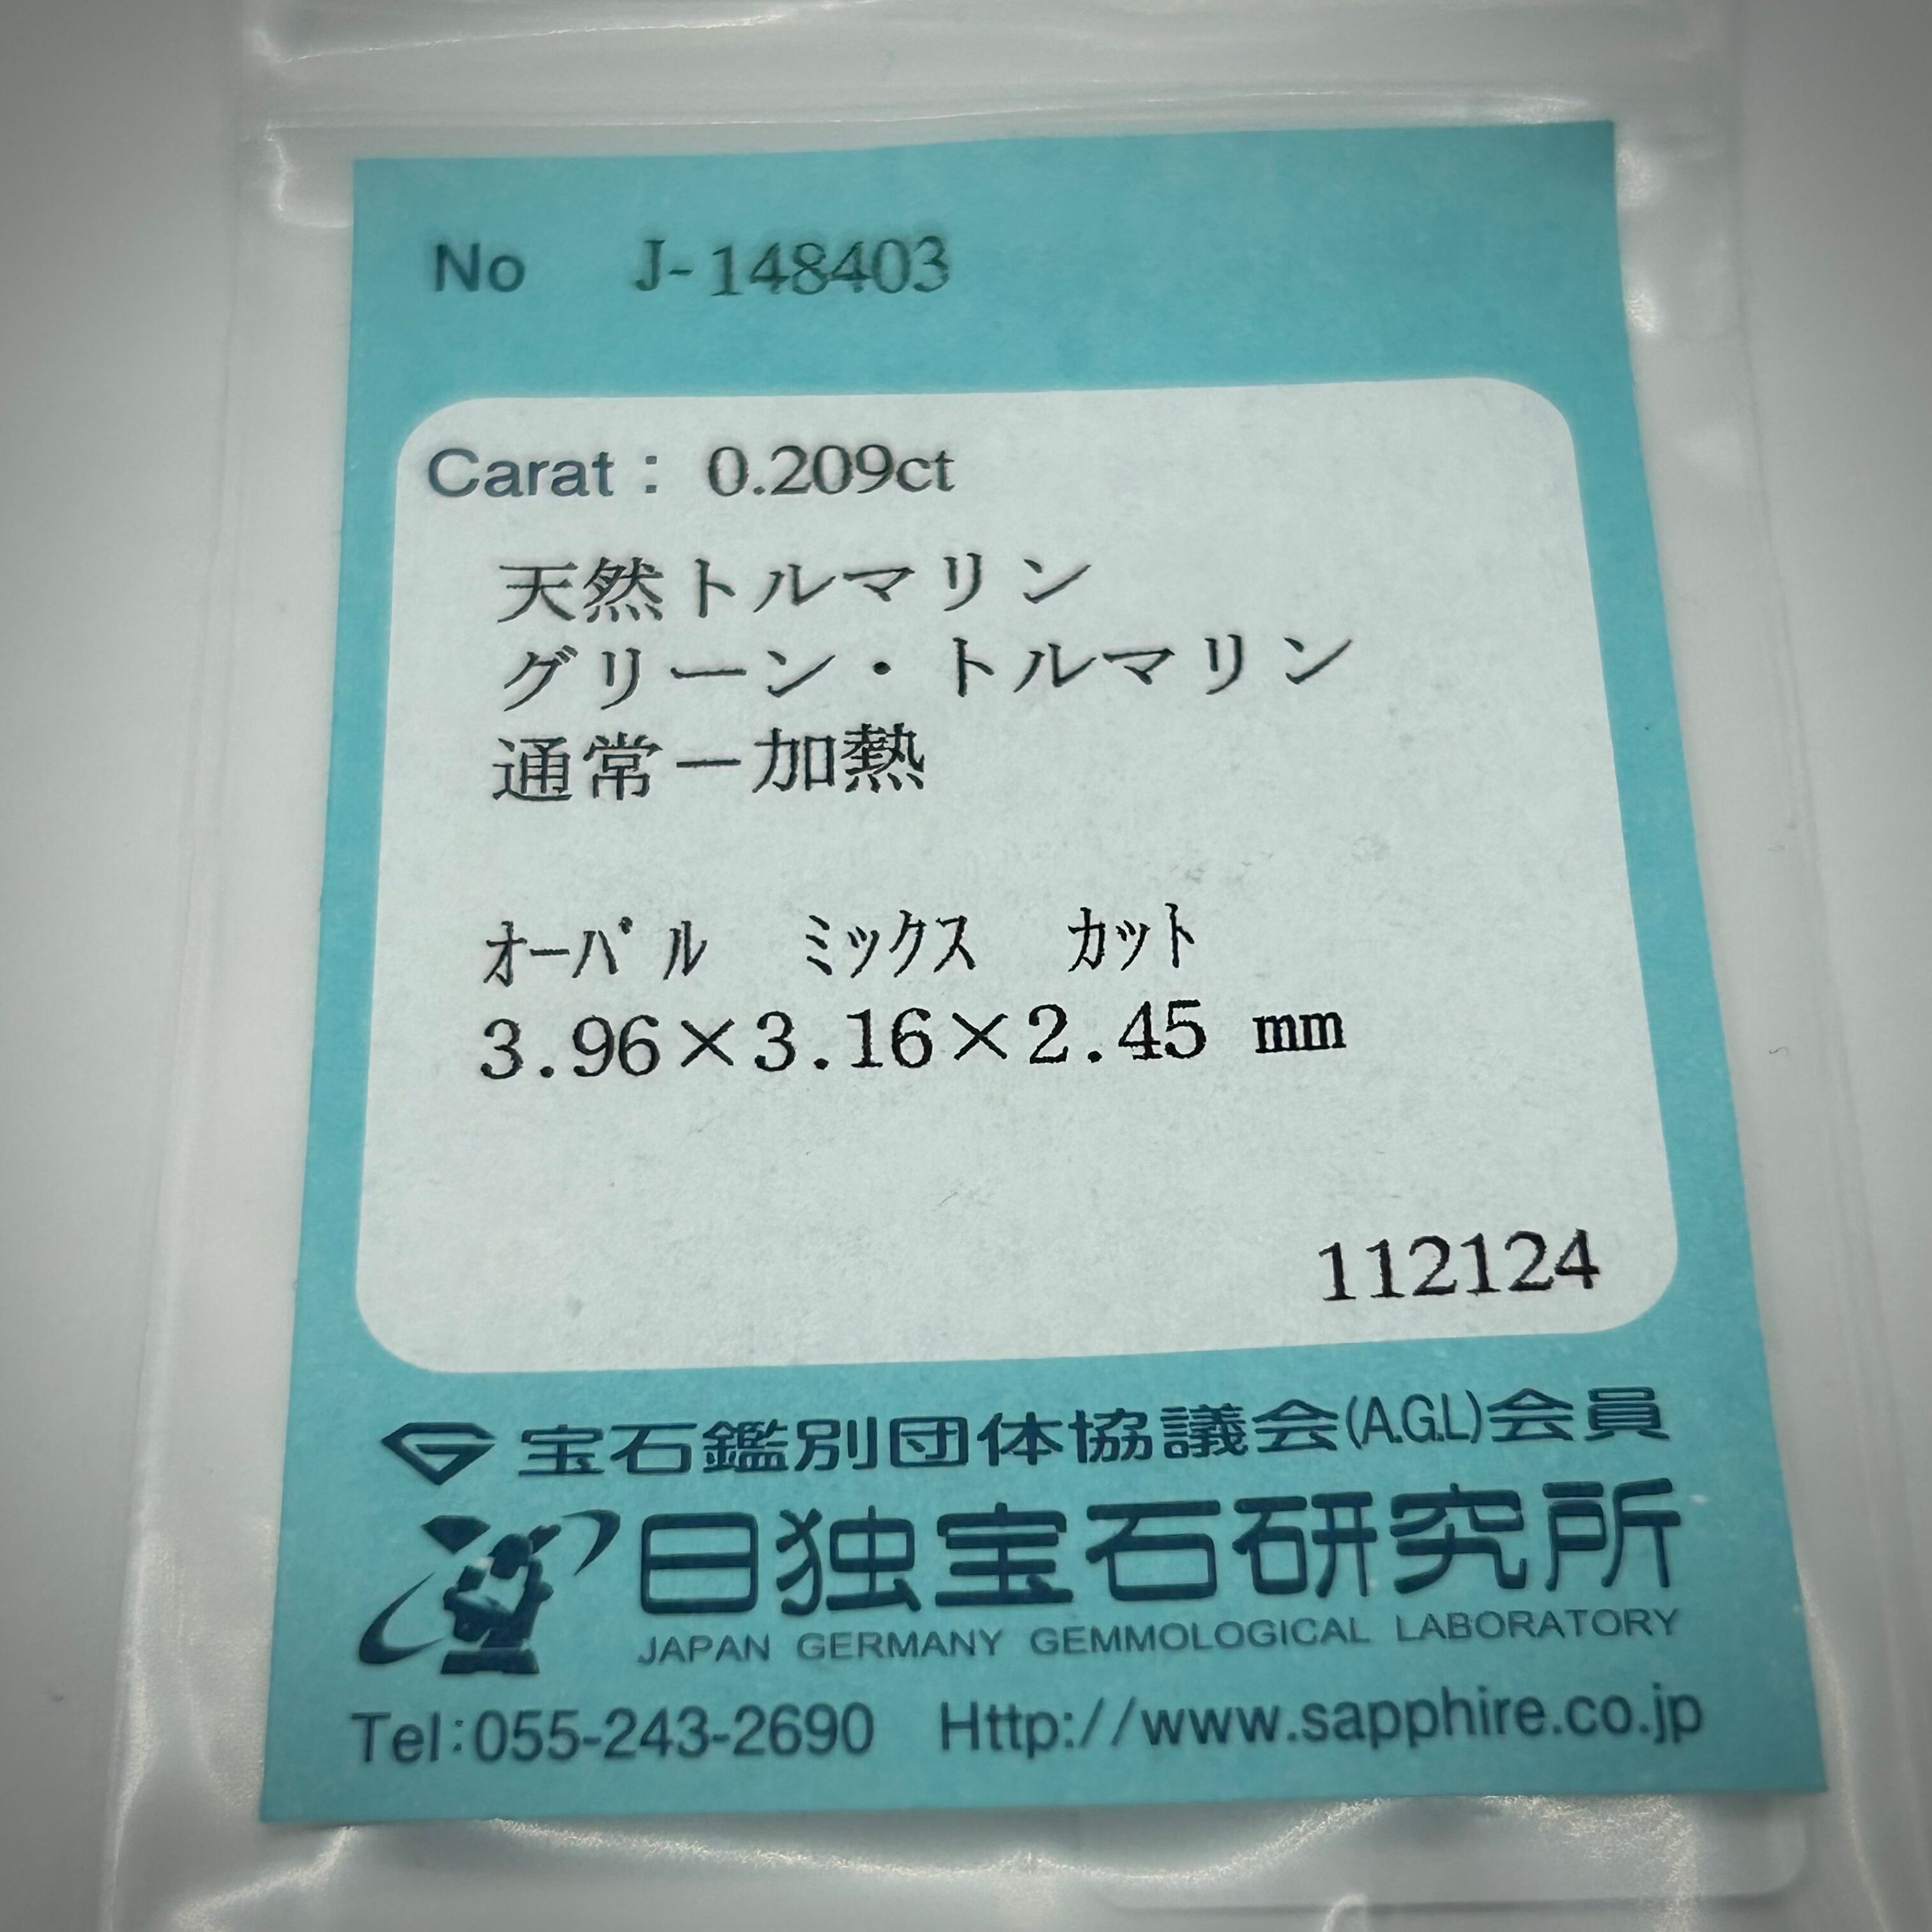 No J-148403
Carat : 0.209ct
天然トルマリン
グリーン・トルマリン
通常－加熱
ｵｰﾊﾟﾙ ﾐｯｸｽ ｶｯﾄ
3.96×3.16×2.45 mm
112124
宝石鑑別団体協議会(A.G.L)会員
日独宝石研究所
JAPAN GERMANY GEMMOLOGICAL LABORATORY
Tel:055-243-2690 Http://www.sapphire.co.jp